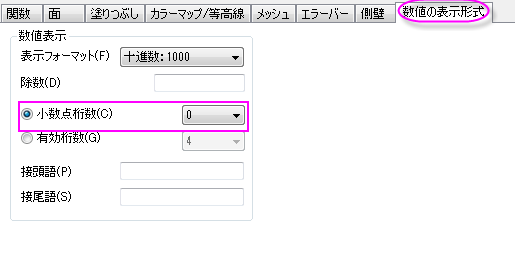 関数 面 塗りつぶし カラーマップ/等高線 メッシュ エラーバー 側壁 数値の表示形式
数値表示
表示フォーマット(F) 十進数:1000
除数(D)
小数点桁数(C) 0
有効桁数(G) 4
接頭語(P)
接尾語(S)